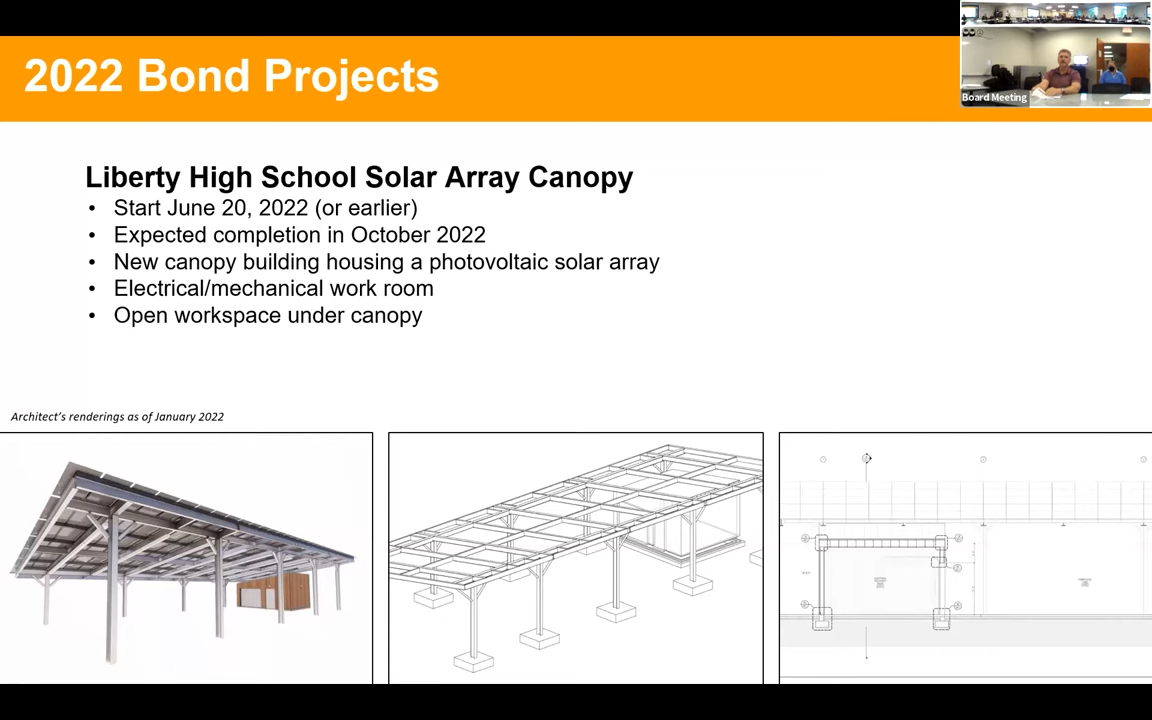 2022 Bond Projects
Board Meeting
Liberty High School Solar Array Canopy
• Start June 20, 2022 (or earlier)
• Expected completion in October 2022
• New canopy building housing a photovoltaic solar array
• Electrical/mechanical work room
• Open workspace under canopy
Architect's renderings as of January 2022